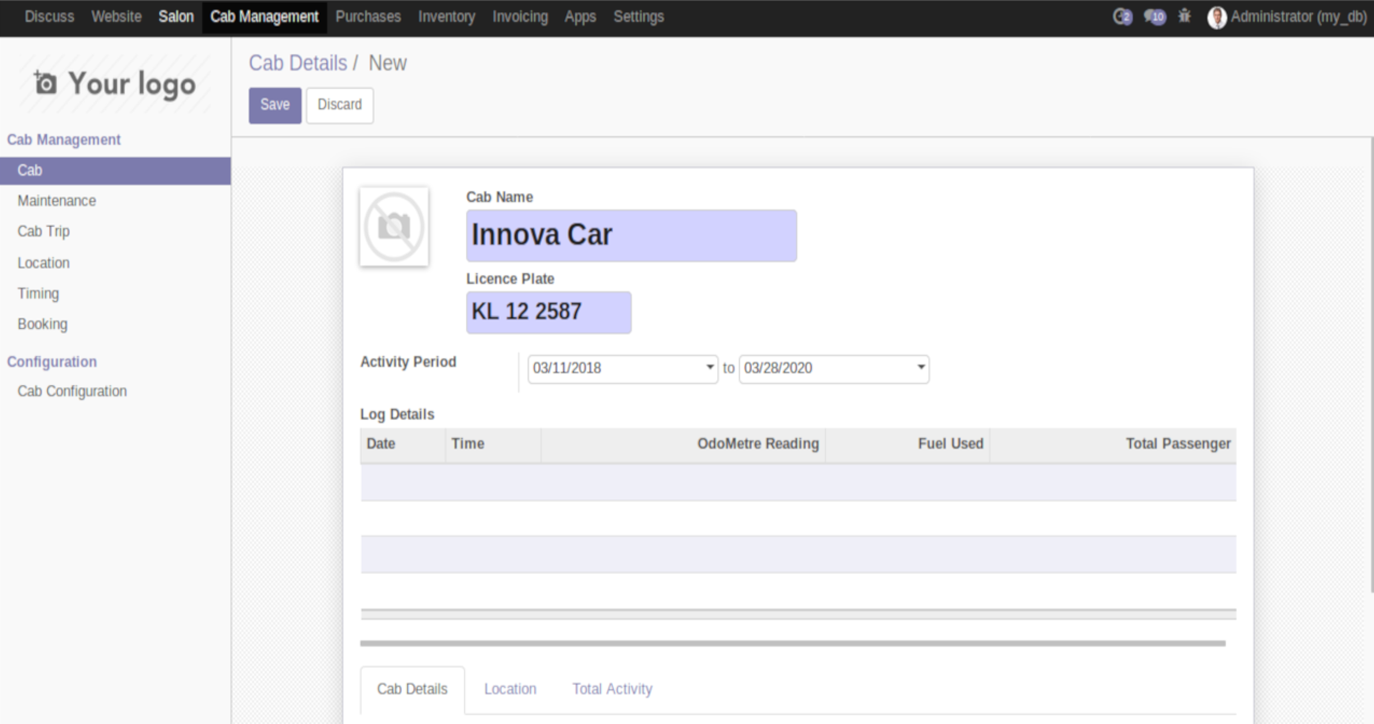 Discuss Website Salon Cab Management Purchases Inventory Invoicing Apps Settings 2 10 Administrator (my_db)
Your logo
Cab Management
Cab
Maintenance
Cab Trip
Location
Timing
Booking
Configuration
Cab Configuration
Cab Details / New
Save Discard
Cab Name
Innova Car
Licence Plate
KL 12 2587
Activity Period 03/11/2018 to 03/28/2020
Log Details
Date Time OdoMetre Reading Fuel Used Total Passenger
Cab Details Location Total Activity